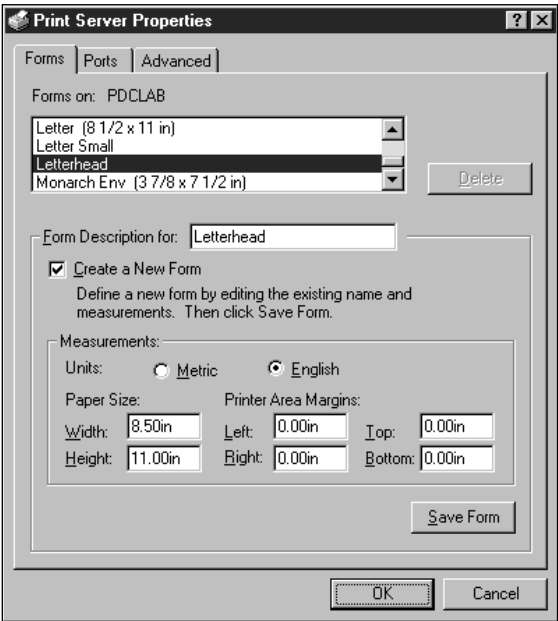 Print Server Properties
Forms Ports Advanced
Forms on: PDCLAB
Letter (8 1/2 x 11 in)
Letter Small
Letterhead
Monarch Env (3 7/8 x 7 1/2 in)
Delete
Form Description for: Letterhead
Create a New Form
Define a new form by editing the existing name and
measurements. Then click Save Form.
Measurements:
Units: Metric English
Paper Size: Printer Area Margins:
Width: 8.50in Left: 0.00in Top: 0.00in
Height: 11.00in Right: 0.00in Bottom: 0.00in
Save Form
OK Cancel